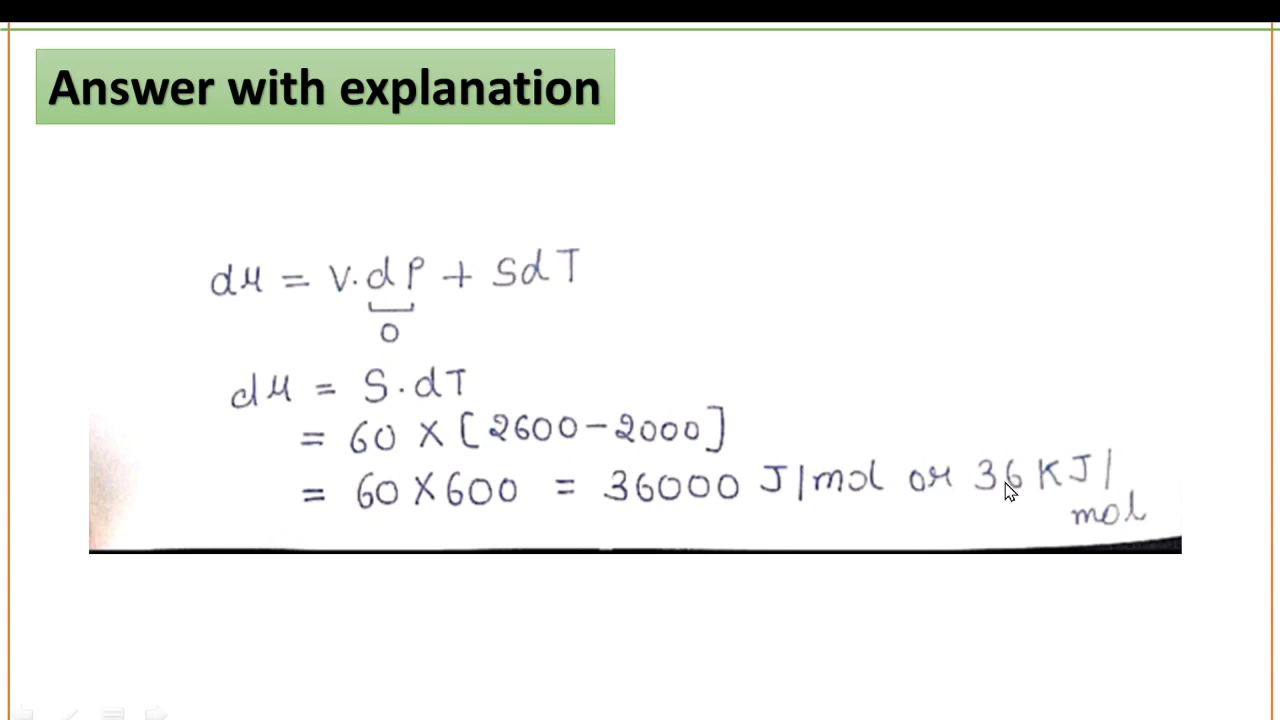 Answer with explanation
dμ = V.dP + SdT
0
dμ = S.dT
= 60 × [2600-2000]
= 60×600 = 36000 J/mol or 36 KJ/
mol